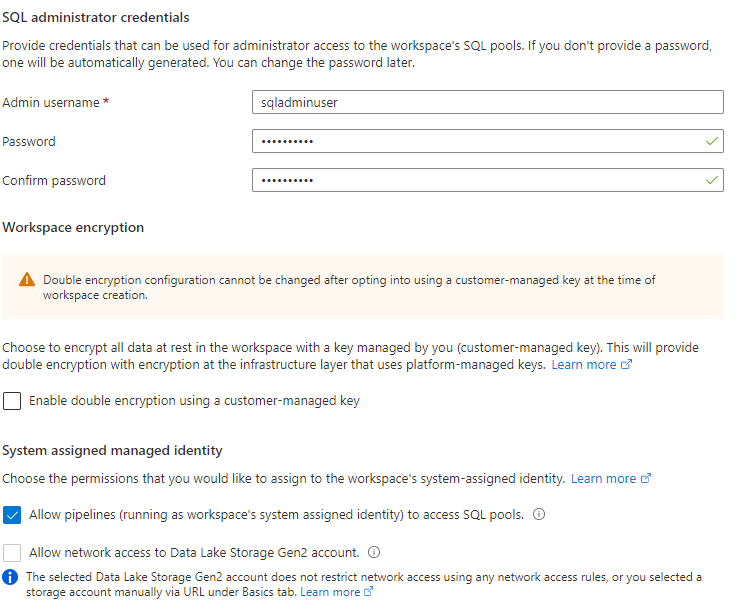 SQL administrator credentials
Provide credentials that can be used for administrator access to the workspace's SQL pools. If you don't provide a password,
one will be automatically generated. You can change the password later.
Admin username *
sqladminuser
Password
••••••••••
Confirm password
••••••••••
Workspace encryption
Double encryption configuration cannot be changed after opting into using a customer-managed key at the time of
workspace creation.
Choose to encrypt all data at rest in the workspace with a key managed by you (customer-managed key). This will provide
double encryption with encryption at the infrastructure layer that uses platform-managed keys. Learn more
Enable double encryption using a customer-managed key
System assigned managed identity
Choose the permissions that you would like to assign to the workspace's system-assigned identity. Learn more
Allow pipelines (running as workspace's system assigned identity) to access SQL pools.
Allow network access to Data Lake Storage Gen2 account.
The selected Data Lake Storage Gen2 account does not restrict network access using any network access rules, or you selected a
storage account manually via URL under Basics tab. Learn more